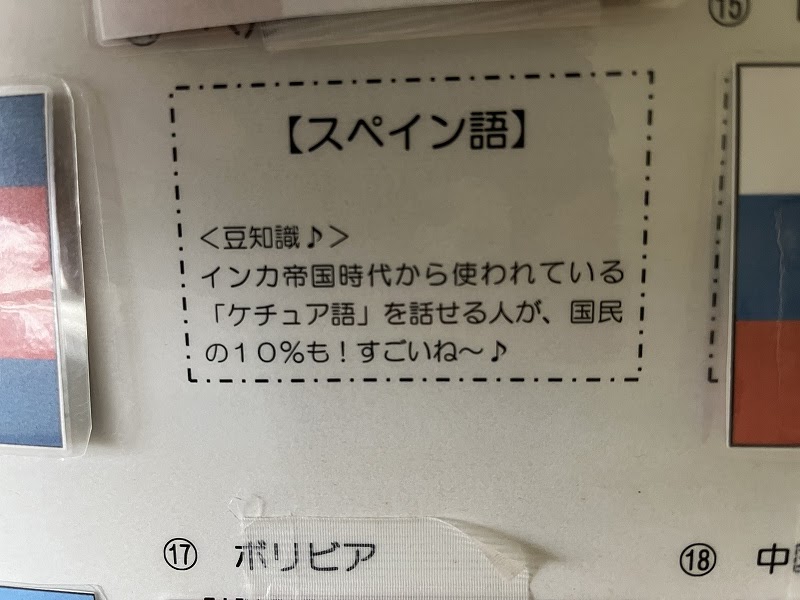 ⑮
【スペイン語】
＜豆知識♪＞
インカ帝国時代から使われている
「ケチュア語」を話せる人が、国民
の１０％も！すごいね～♪
⑰ ボリビア
⑱ 中